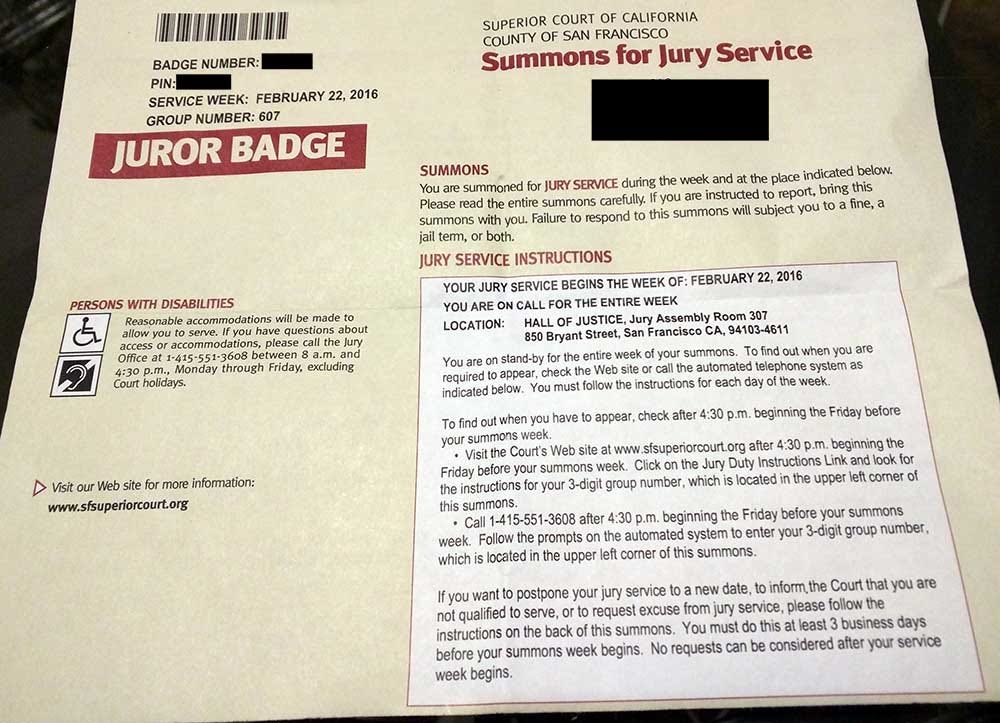 BADGE NUMBER:
PIN:
SERVICE WEEK: FEBRUARY 22, 2016
GROUP NUMBER: 607
JUROR BADGE
SUPERIOR COURT OF CALIFORNIA
COUNTY OF SAN FRANCISCO
Summons for Jury Service
SUMMONS
You are summoned for JURY SERVICE during the week and at the place indicated below.
Please read the entire summons carefully. If you are instructed to report, bring this
summons with you. Failure to respond to this summons will subject you to a fine, a
jail term, or both.
JURY SERVICE INSTRUCTIONS
YOUR JURY SERVICE BEGINS THE WEEK OF: FEBRUARY 22, 2016
YOU ARE ON CALL FOR THE ENTIRE WEEK
LOCATION: HALL OF JUSTICE, Jury Assembly Room 307
850 Bryant Street, San Francisco CA, 94103-4611
You are on stand-by for the entire week of your summons. To find out when you are
required to appear, check the Web site or call the automated telephone system as
indicated below. You must follow the instructions for each day of the week.
To find out when you have to appear, check after 4:30 p.m. beginning the Friday before
your summons week.
• Visit the Court's Web site at www.sfsuperiorcourt.org after 4:30 p.m. beginning the
Friday before your summons week. Click on the Jury Duty Instructions Link and look for
the instructions for your 3-digit group number, which is located in the upper left corner of
this summons.
• Call 1-415-551-3608 after 4:30 p.m. beginning the Friday before your summons
week. Follow the prompts on the automated system to enter your 3-digit group number,
which is located in the upper left corner of this summons.
If you want to postpone your jury service to a new date, to inform the Court that you are
not qualified to serve, or to request excuse from jury service, please follow the
instructions on the back of this summons. You must do this at least 3 business days
before your summons week begins. No requests can be considered after your service
week begins.
PERSONS WITH DISABILITIES
Reasonable accommodations will be made to
allow you to serve. If you have questions about
access or accommodations, please call the Jury
Office at 1-415-551-3608 between 8 a.m. and
4:30 p.m., Monday through Friday, excluding
Court holidays.
Visit our Web site for more information:
www.sfsuperiorcourt.org